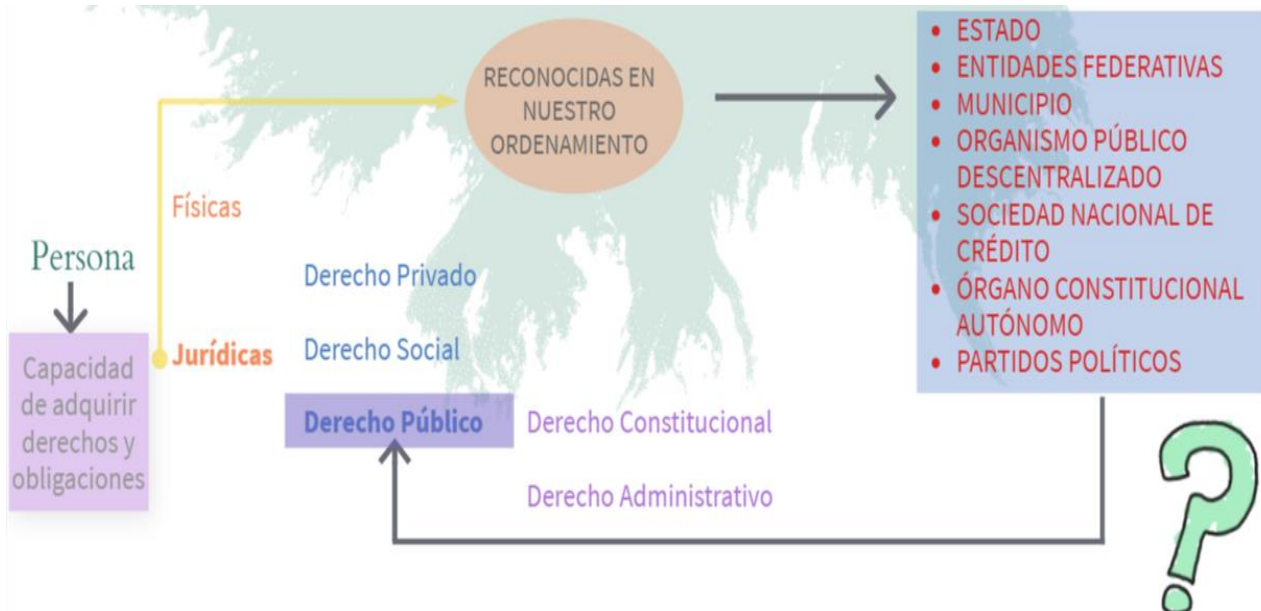 Persona
Capacidad
de adquirir
derechos y
obligaciones
Físicas
Jurídicas
Derecho Privado
Derecho Social
Derecho Público
Derecho Constitucional
Derecho Administrativo
RECONOCIDAS EN
NUESTRO
ORDENAMIENTO
• ESTADO
• ENTIDADES FEDERATIVAS
• MUNICIPIO
• ORGANISMO PÚBLICO
DESCENTRALIZADO
• SOCIEDAD NACIONAL DE
CRÉDITO
• ÓRGANO CONSTITUCIONAL
AUTÓNOMO
• PARTIDOS POLÍTICOS
?